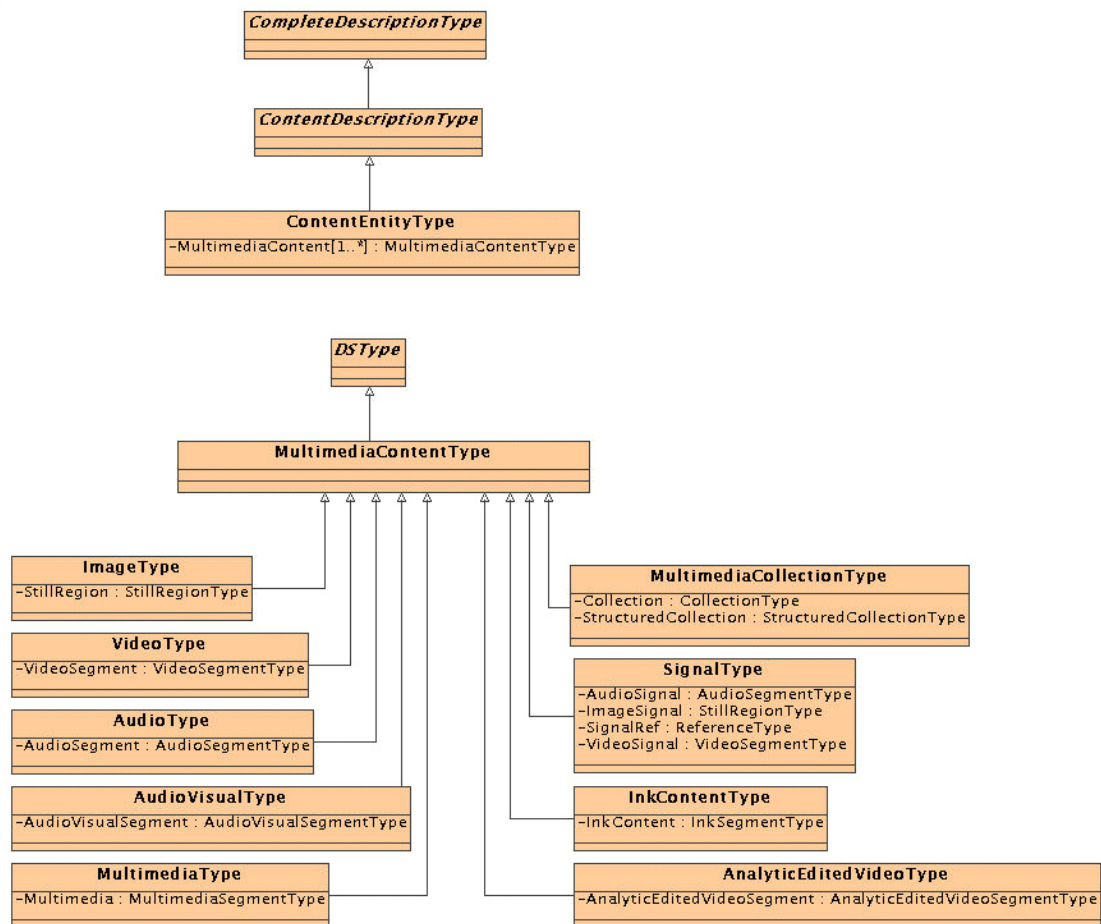 CompleteDescriptionType
ContentDescriptionType
ContentEntityType
-MultimediaContent[1..*] : MultimediaContentType
DSType
MultimediaContentType
ImageType
-StillRegion : StillRegionType
VideoType
-VideoSegment : VideoSegmentType
AudioType
-AudioSegment : AudioSegmentType
AudioVisualType
-AudioVisualSegment : AudioVisualSegmentType
MultimediaType
-Multimedia : MultimediaSegmentType
MultimediaCollectionType
-Collection : CollectionType
-StructuredCollection : StructuredCollectionType
SignalType
-AudioSignal : AudioSegmentType
-ImageSignal : StillRegionType
-SignalRef : ReferenceType
-VideoSignal : VideoSegmentType
InkContentType
-InkContent : InkSegmentType
AnalyticEditedVideoType
-AnalyticEditedVideoSegment : AnalyticEditedVideoSegmentType